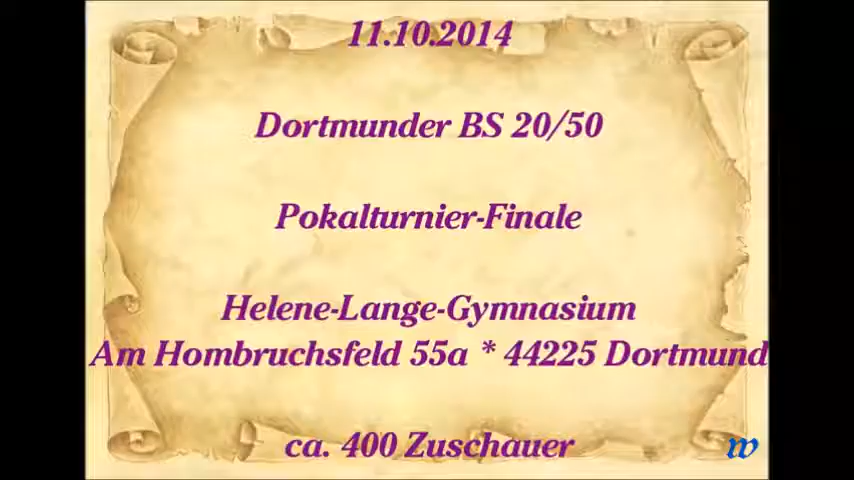 11.10.2014
Dortmunder BS 20/50
Pokalturnier-Finale
Helene-Lange-Gymnasium
Am Hombruchsfeld 55a * 44225 Dortmund
ca. 400 Zuschauer
w